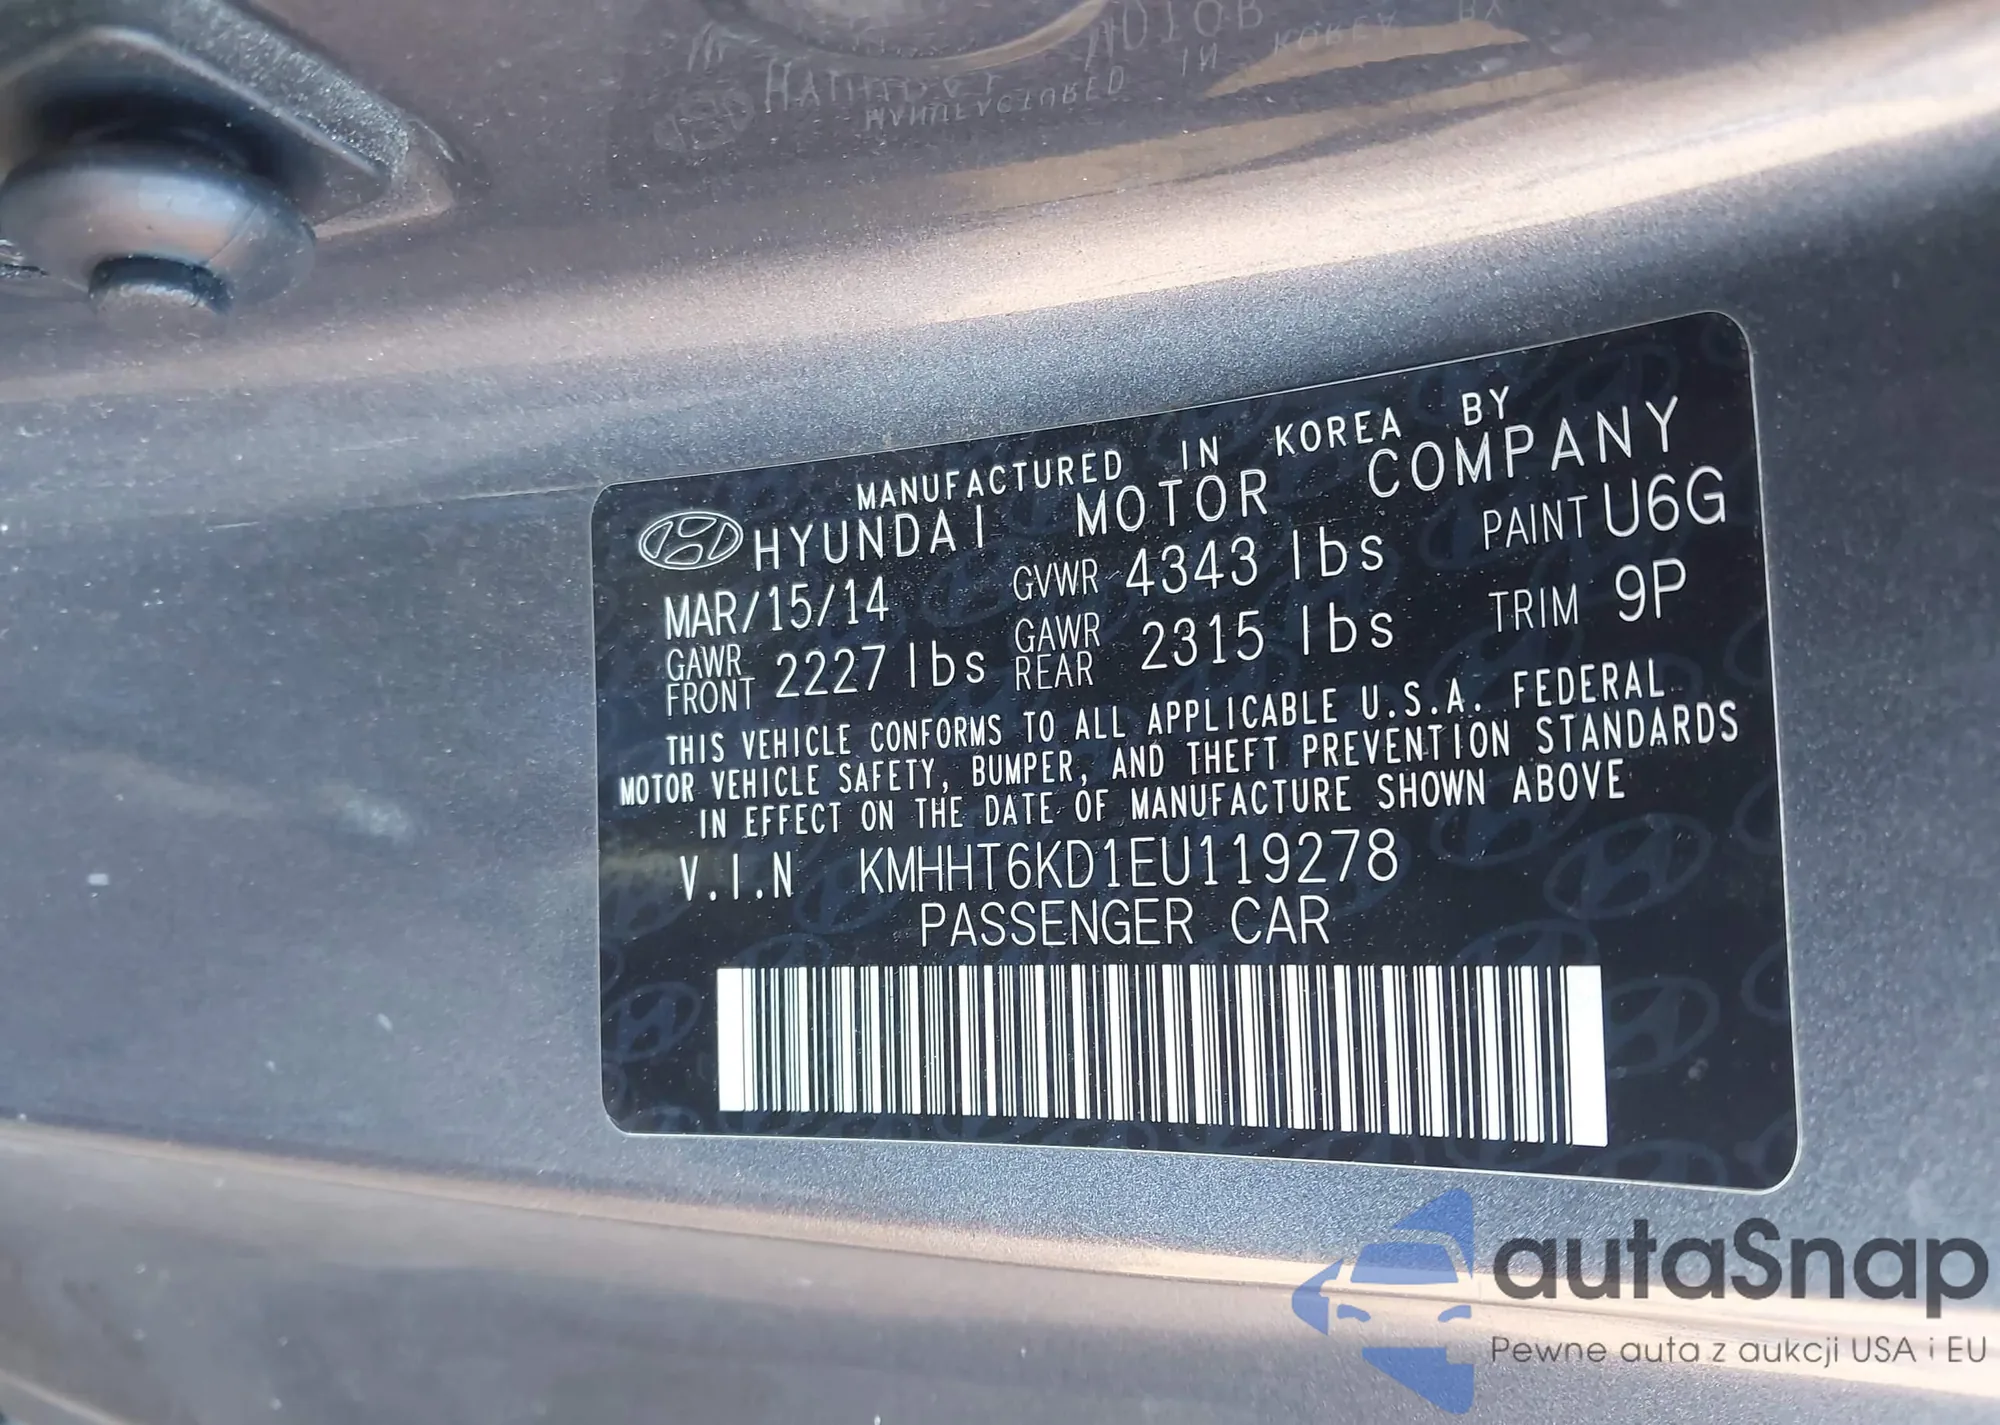 MANUFACTURED IN KOREA BY
HYUNDAI MOTOR COMPANY
MAR/15/14 GVWR 4343 lbs PAINT U6G
GAWR FRONT 2227 lbs GAWR REAR 2315 lbs TRIM 9P
THIS VEHICLE CONFORMS TO ALL APPLICABLE U.S.A. FEDERAL
MOTOR VEHICLE SAFETY, BUMPER, AND THEFT PREVENTION STANDARDS
IN EFFECT ON THE DATE OF MANUFACTURE SHOWN ABOVE
V.I.N KMHHT6KD1EU119278
PASSENGER CAR
autaSnap
Pewne auta z aukcji USA i EU